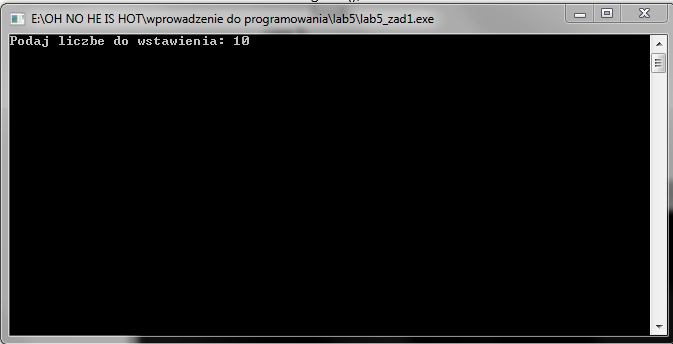 E:\OH NO HE IS HOT\wprowadzenie do programowania\lab5\lab5_zad1.exe
Podaj liczbe do wstawienia: 10